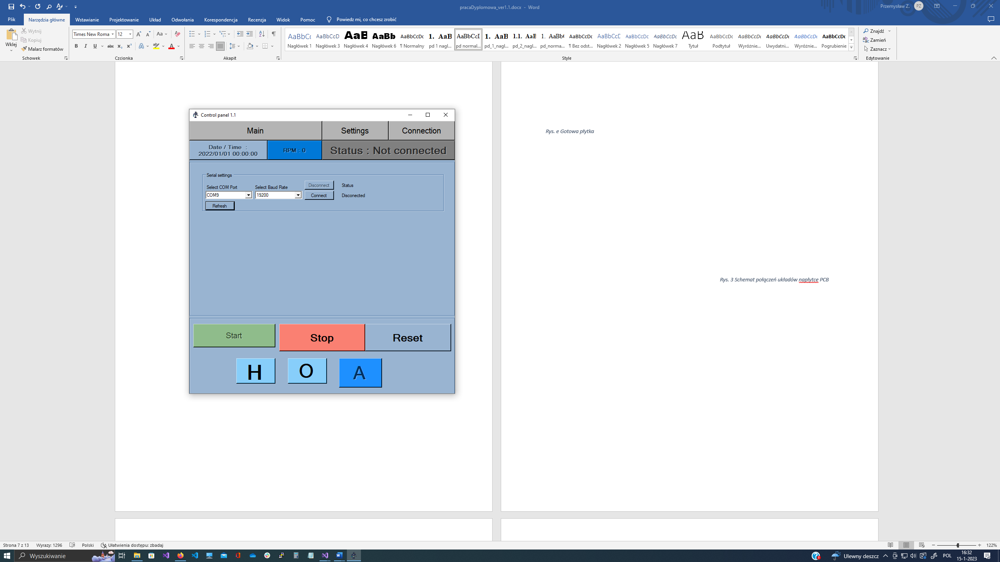 pracaDyplomowa_ver1.1.docx - Word
Przemysław Z. PZ
Plik Narzędzia główne Wstawianie Projektowanie Układ Odwołania Korespondencja Recenzja Widok Pomoc Powiedz mi, co chcesz zrobić
Wklej
Wytnij
Kopiuj
Malarz formatów
Schowek
Times New Roma 12
Aa
B I U abc x₂ x² A A
Czcionka
Akapit
AaBbCc AaBbCcD AaB AaBb AaBbCcDc 1. AaB AaBbCcI 1. AaB 1.1. AaB 1. AaBbC AaBbCcDc AaBbCcD AaBbCcDc AaBbCcDc AaB AaBbCcDc AaBbCcDc AaBbCcDc AaBbCcDc AaBbCcDc
Nagłówek 1 Nagłówek 3 Nagłówek 4 Nagłówek 6 ¶ Normalny pd 1 nagl... pd normal... pd_1_nagl... pd_2_nagl... pd_norma... ¶ Bez odst... Nagłówek 2 Nagłówek 5 Nagłówek 7 Tytuł Podtytuł Wyróżnie... Uwydatni... Wyróżnie... Pogrubienie
Style
Znajdź
Zamień
Zaznacz
Edytowanie
Control panel 1.1
Main Settings Connection
Date / Time :
2022/01/01 00:00:00
RPM : 0
Status : Not connected
Serial settings
Select COM Port Select Baud Rate Disconnect Status
COM9 19200 Connect Disconected
Refresh
Start Stop Reset
H O A
Rys. e Gotowa płytka
Rys. 3 Schemat połączeń układów napłytce PCB
Strona 7 z 13 Wyrazy: 1296 Polski Ułatwienia dostępu: zbadaj 122%
Wyszukiwanie
Ulewny deszcz POL
16:32
15-1-2023